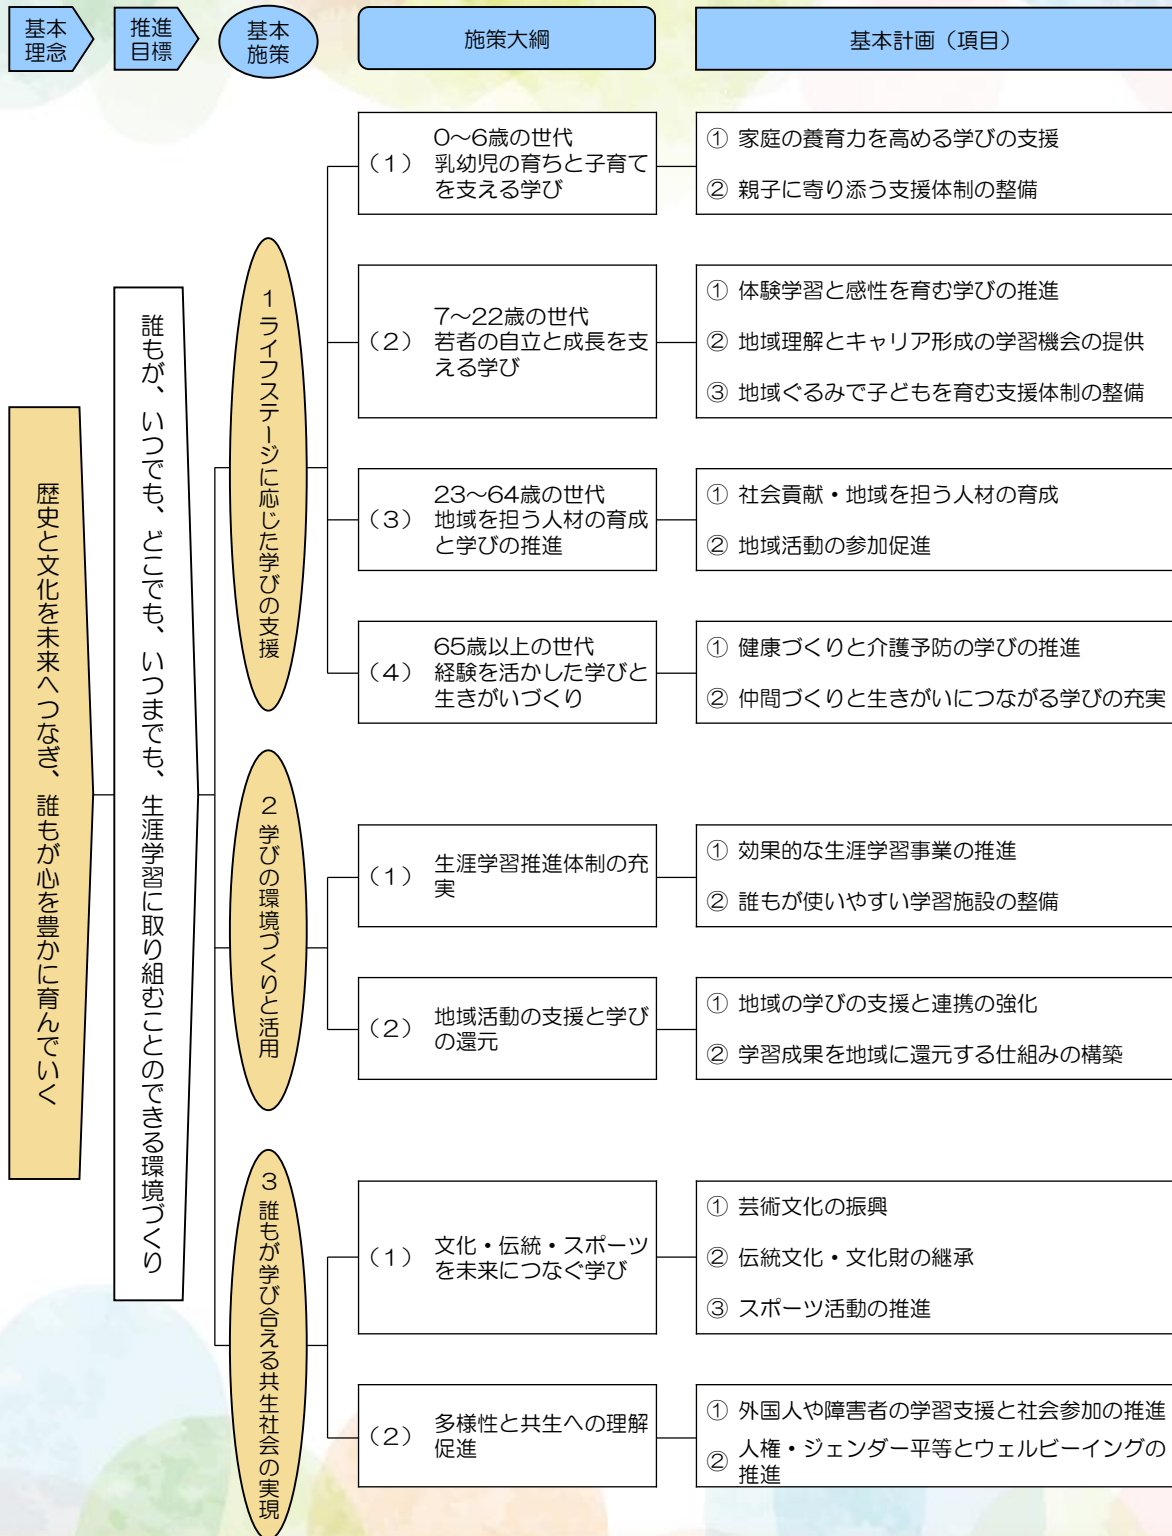 基本
理念
推進
目標
基本
施策
施策大綱
基本計画（項目）
歴史と文化を未来へつなぎ、誰もが心を豊かに育んでいく
誰もが、いつでも、どこでも、いつまでも、生涯学習に取り組むことのできる環境づくり
1 ライフステージに応じた学びの支援
（1）
0〜6歳の世代
乳幼児の育ちと子育て
を支える学び
① 家庭の養育力を高める学びの支援
② 親子に寄り添う支援体制の整備
（2）
7〜22歳の世代
若者の自立と成長を支
える学び
① 体験学習と感性を育む学びの推進
② 地域理解とキャリア形成の学習機会の提供
③ 地域ぐるみで子どもを育む支援体制の整備
（3）
23〜64歳の世代
地域を担う人材の育成
と学びの推進
① 社会貢献・地域を担う人材の育成
② 地域活動の参加促進
（4）
65歳以上の世代
経験を活かした学びと
生きがいづくり
① 健康づくりと介護予防の学びの推進
② 仲間づくりと生きがいにつながる学びの充実
2 学びの環境づくりと活用
（1）
生涯学習推進体制の充
実
① 効果的な生涯学習事業の推進
② 誰もが使いやすい学習施設の整備
（2）
地域活動の支援と学び
の還元
① 地域の学びの支援と連携の強化
② 学習成果を地域に還元する仕組みの構築
3 誰もが学び合える共生社会の実現
（1）
文化・伝統・スポーツ
を未来につなぐ学び
① 芸術文化の振興
② 伝統文化・文化財の継承
③ スポーツ活動の推進
（2）
多様性と共生への理解
促進
① 外国人や障害者の学習支援と社会参加の推進
② 人権・ジェンダー平等とウェルビーイングの
推進